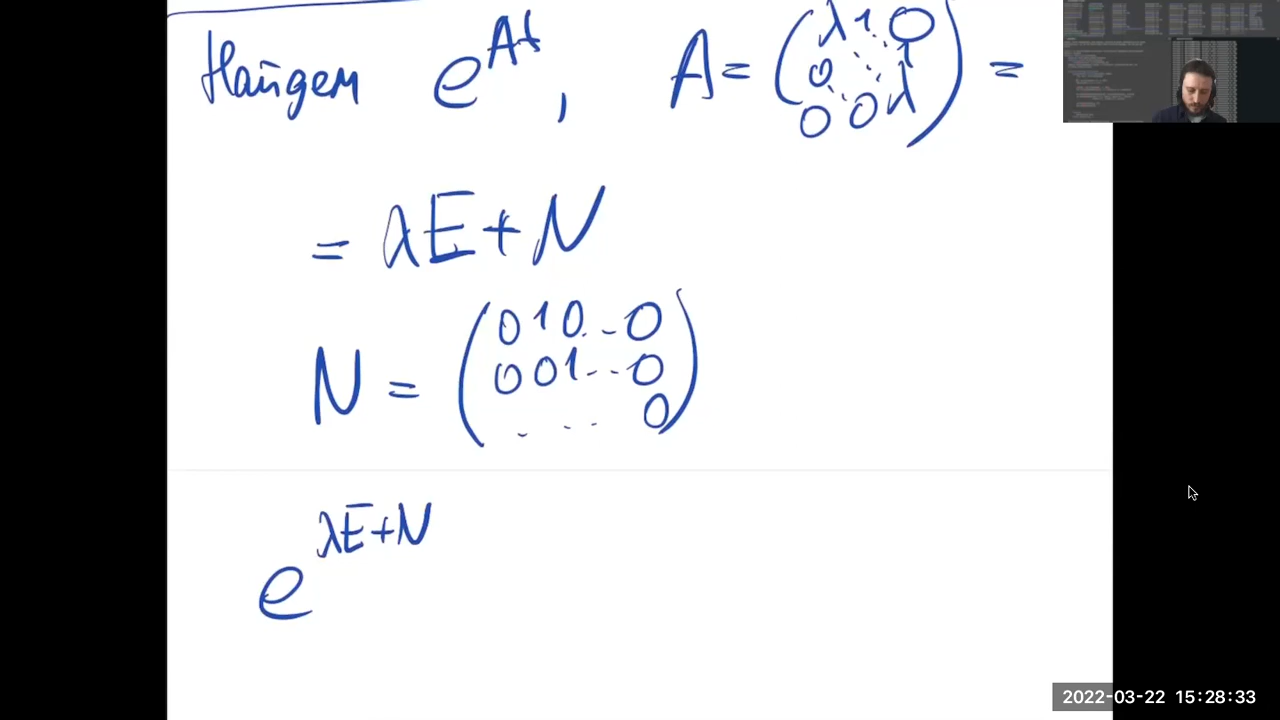 Найдем e^{At}, A = (λ 1 0
0 ⋱ 1
0 0 λ) =
= λE + N
N = (0 1 0 .. 0
0 0 1 .. 0
. . . . 0)
e^{λE+N}
2022-03-22 15:28:33